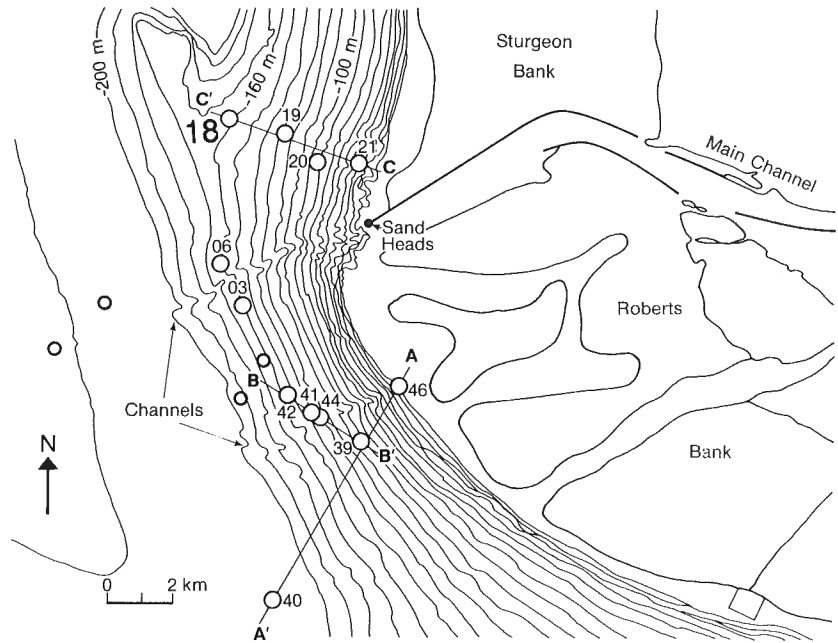 Sturgeon
Bank
-200 m
-160 m
-100 m
C'
18
19
20
21
C
Main Channel
Sand
Heads
06
03
Roberts
A
46
B
41
44
42
39
B'
Channels
Bank
N
0 2 km
40
A'